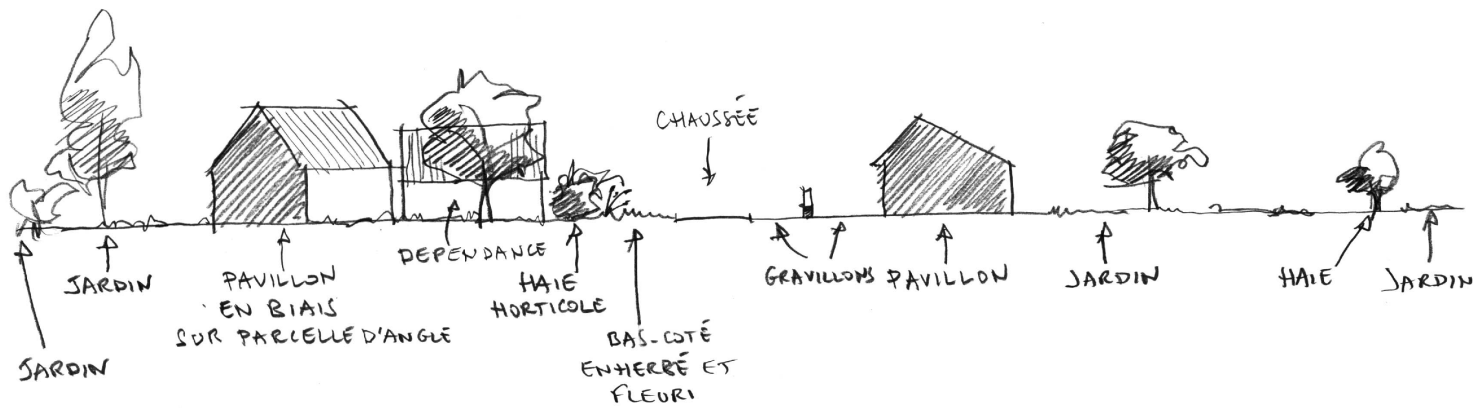 CHAUSSÉE
JARDIN
JARDIN
PAVILLON
EN BIAIS
SUR PARCELLE D'ANGLE
DEPENDANCE
HAIE
HORTICOLE
BAS-COTÉ
ENHERBÉ ET
FLEURI
GRAVILLONS
PAVILLON
JARDIN
HAIE
JARDIN